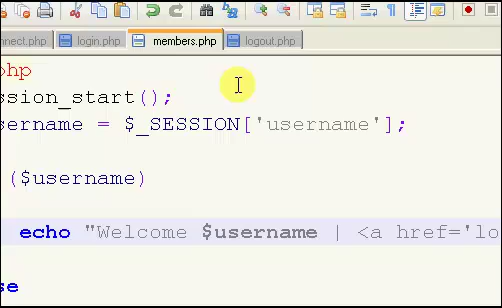 nnect.php login.php members.php logout.php
php
ssion_start();
sername = $_SESSION['username'];
($username)
echo "Welcome $username | <a href='lo
se